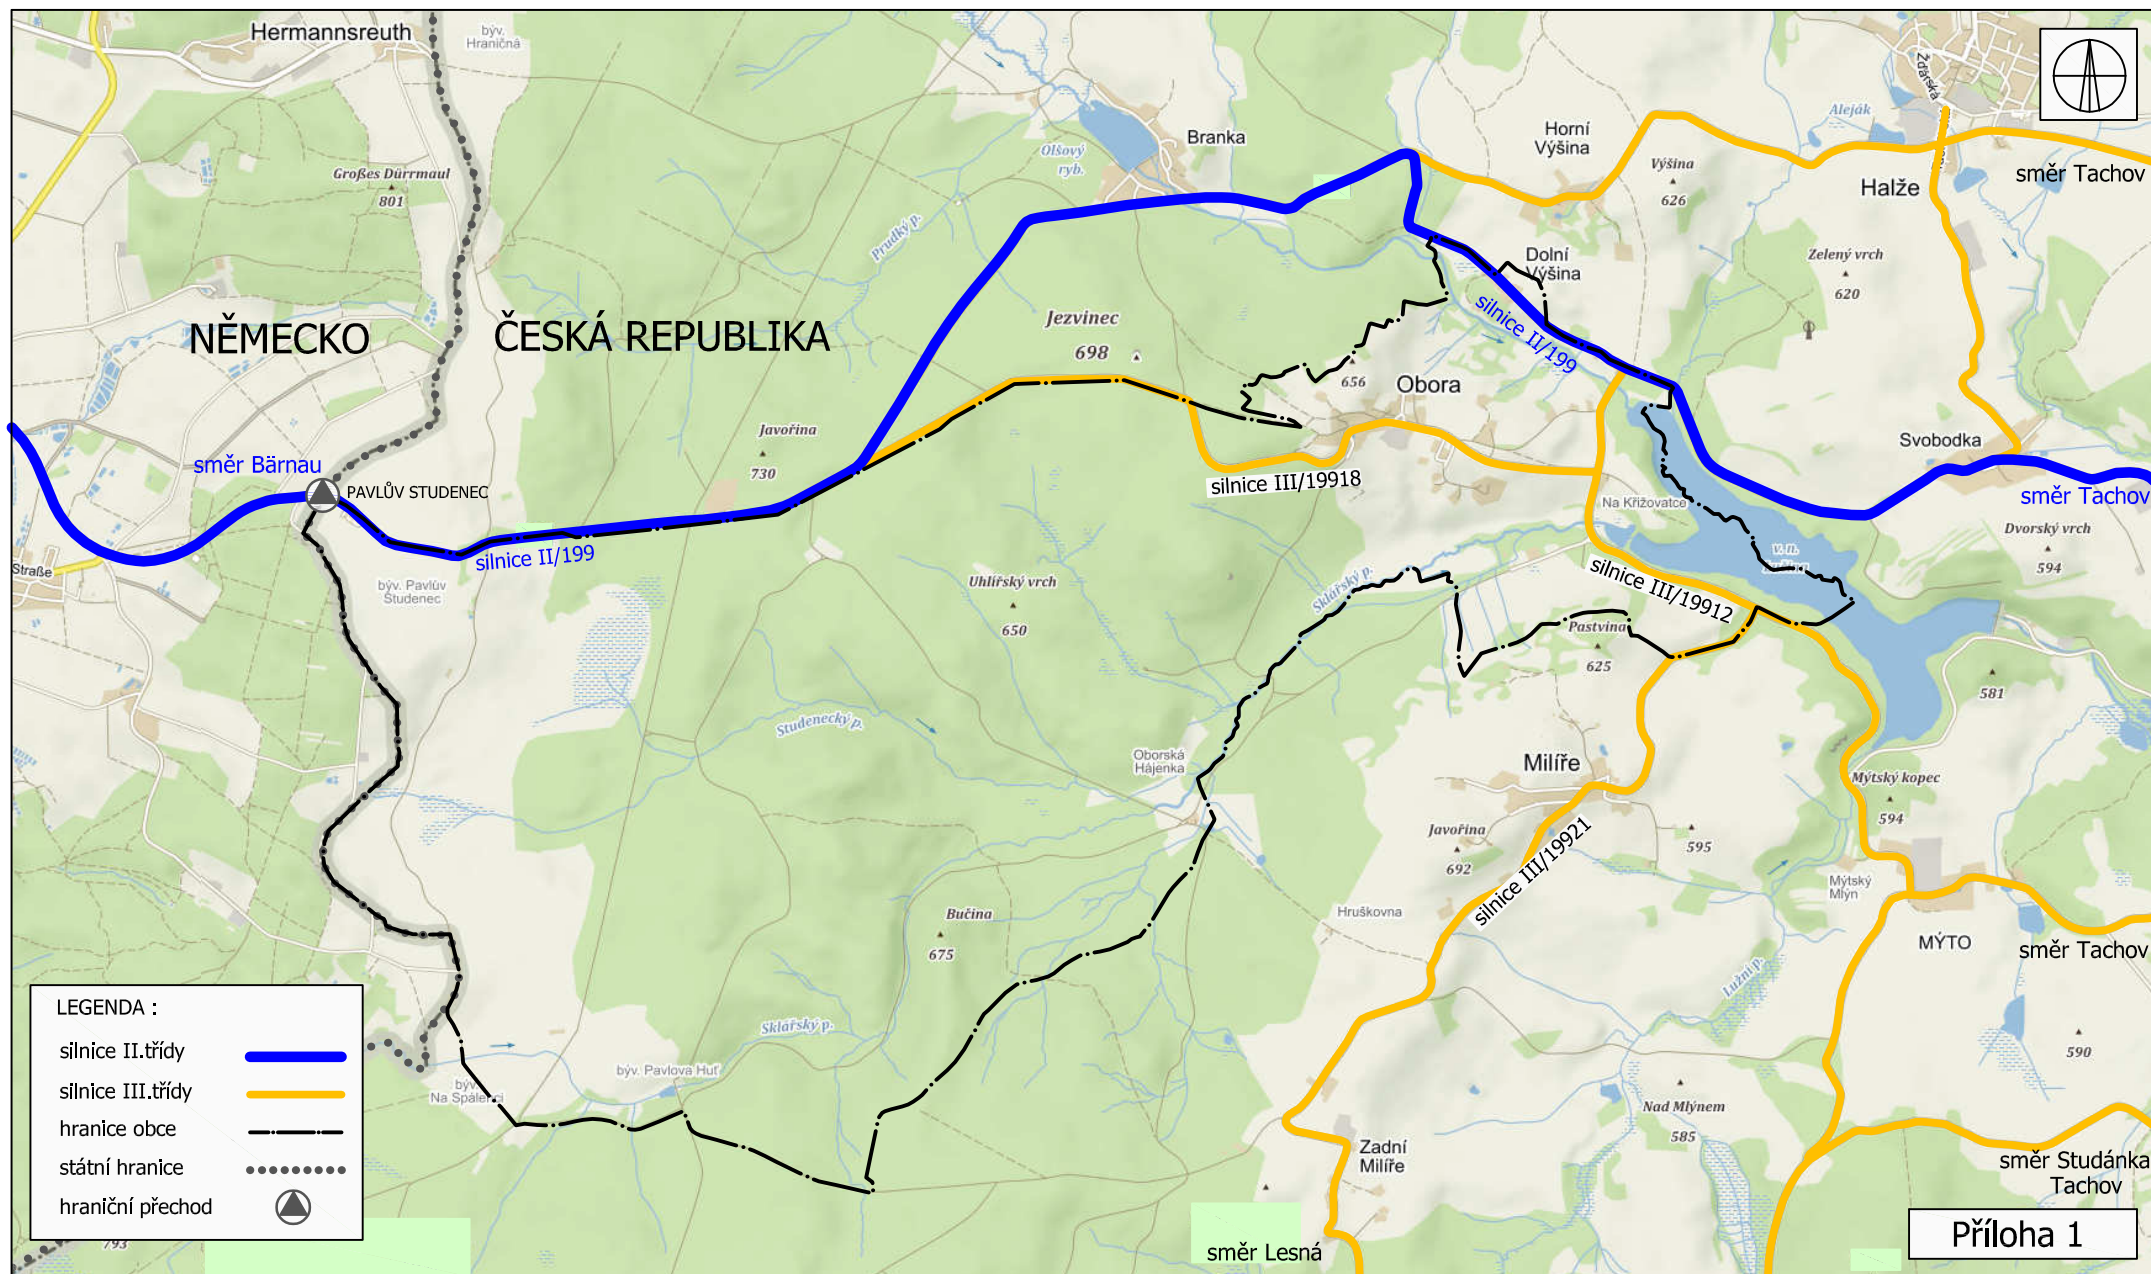 Hermannsreuth
býv.
Hraničná
Žďárská
Aleják
Branka
Horní
Výšina
Olšový
ryb.
Výšina
626
směr Tachov
Halže
Großes Dürrmaul
801
Prudký p.
Dolní
Výšina
Zelený vrch
620
NĚMECKO
ČESKÁ REPUBLIKA
Jezvinec
698
silnice II/199
656
Obora
Javořina
730
Svobodka
směr Bärnau
PAVLŮV STUDENEC
silnice III/19918
Na Křižovatce
směr Tachov
Dvorský vrch
594
silnice II/199
Straße
býv. Pavlův
Studenec
Uhlířský vrch
650
Sklářský p.
silnice III/19912
v. n.
Pastvina
625
581
Studenecký p.
Oborská
Hájenka
Milíře
Mýtský kopec
594
Javořina
692
595
silnice III/19921
Mýtský
Mlýn
Hruškovna
Bučina
675
MÝTO
směr Tachov
Lužní p.
Sklářský p.
590
LEGENDA :
silnice II.třídy
silnice III.třídy
hranice obce
státní hranice
hraniční přechod
býv.
Na Spálenci
býv. Pavlova Huť
Nad Mlýnem
585
Zadní
Milíře
směr Studánka
Tachov
793
směr Lesná
Příloha 1